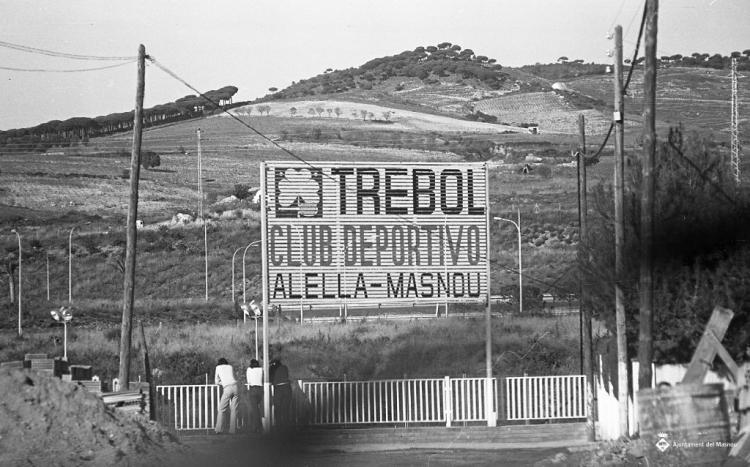 TREBOL
CLUB DEPORTIVO
ALELLA-MASNOU
Ajuntament del Masnou